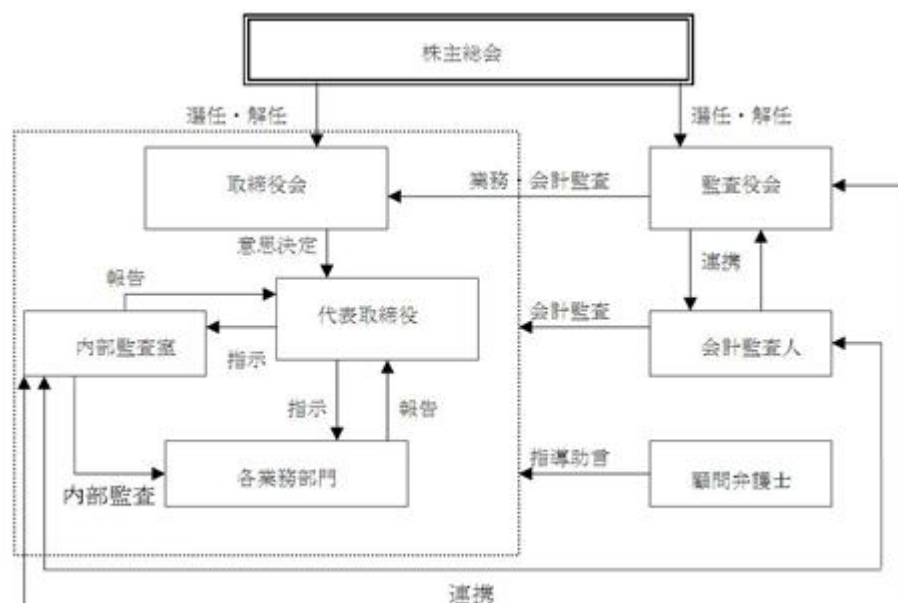 株主総会
選任・解任
選任・解任
取締役会
業務・会計監査
監査役会
意思決定
連携
報告
代表取締役
会計監査
内部監査室
会計監査人
指示
指示
報告
各業務部門
指導助言
顧問弁護士
内部監査
連携